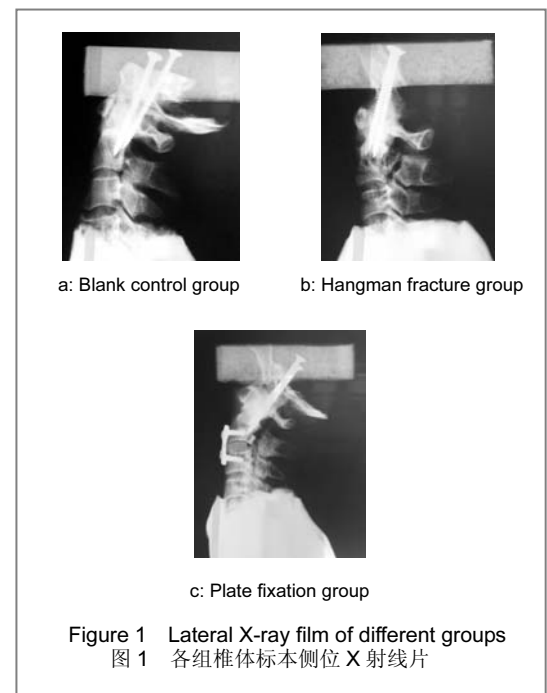 a: Blank control group
b: Hangman fracture group
c: Plate fixation group
Figure 1 Lateral X-ray film of different groups
图 1 各组椎体标本侧位 X 射线片